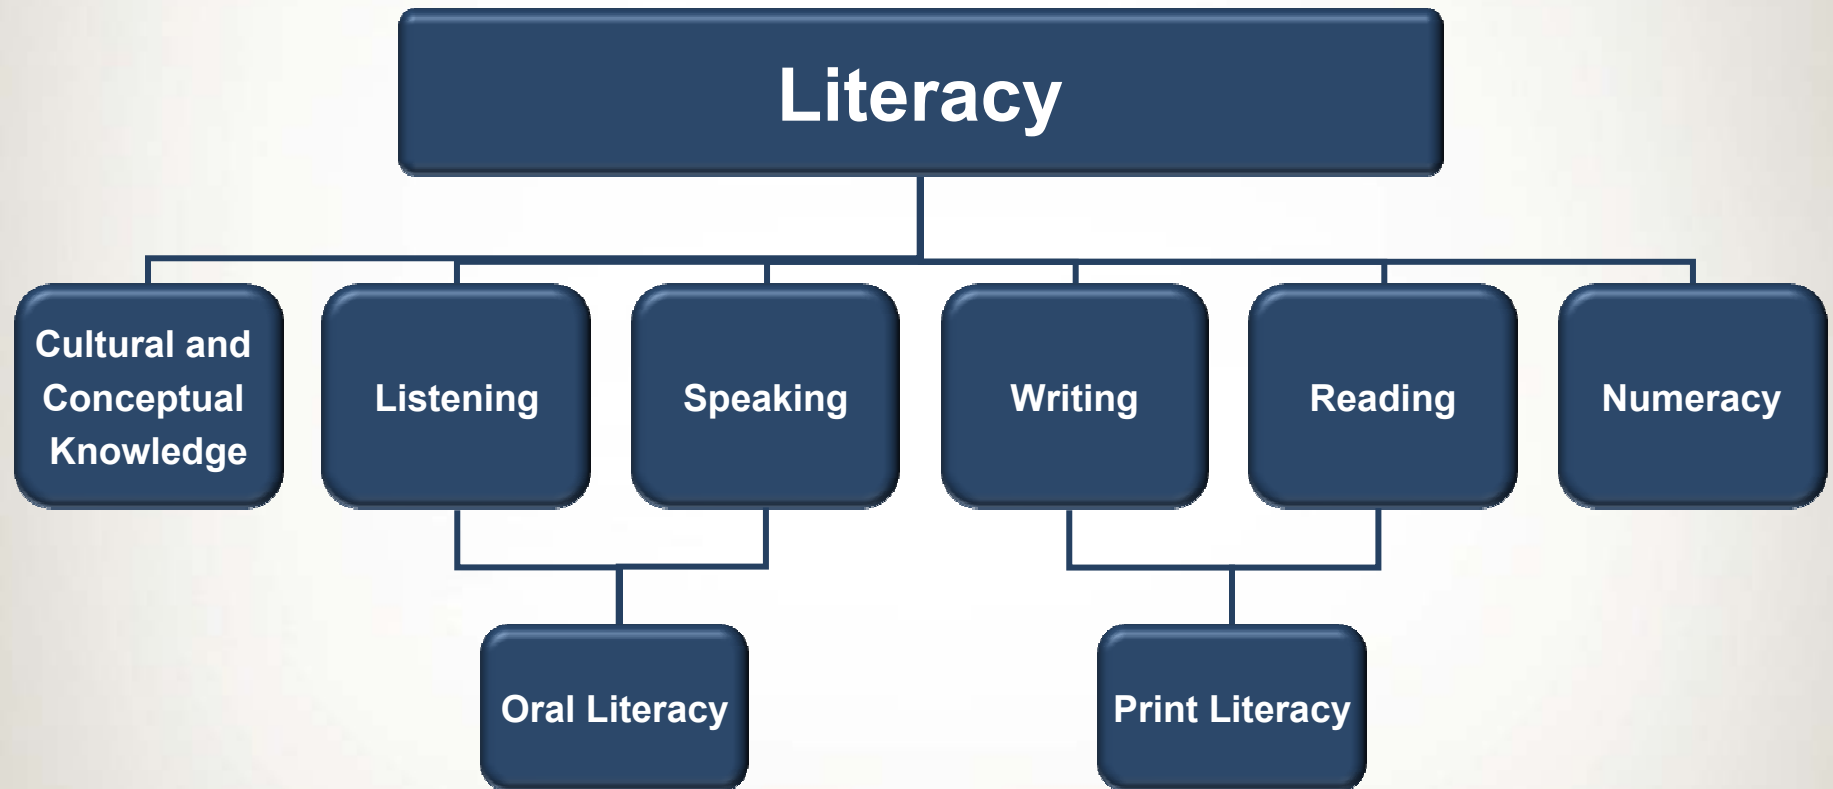 Literacy
Cultural and
Conceptual
Knowledge
Listening
Speaking
Writing
Reading
Numeracy
Oral Literacy
Print Literacy